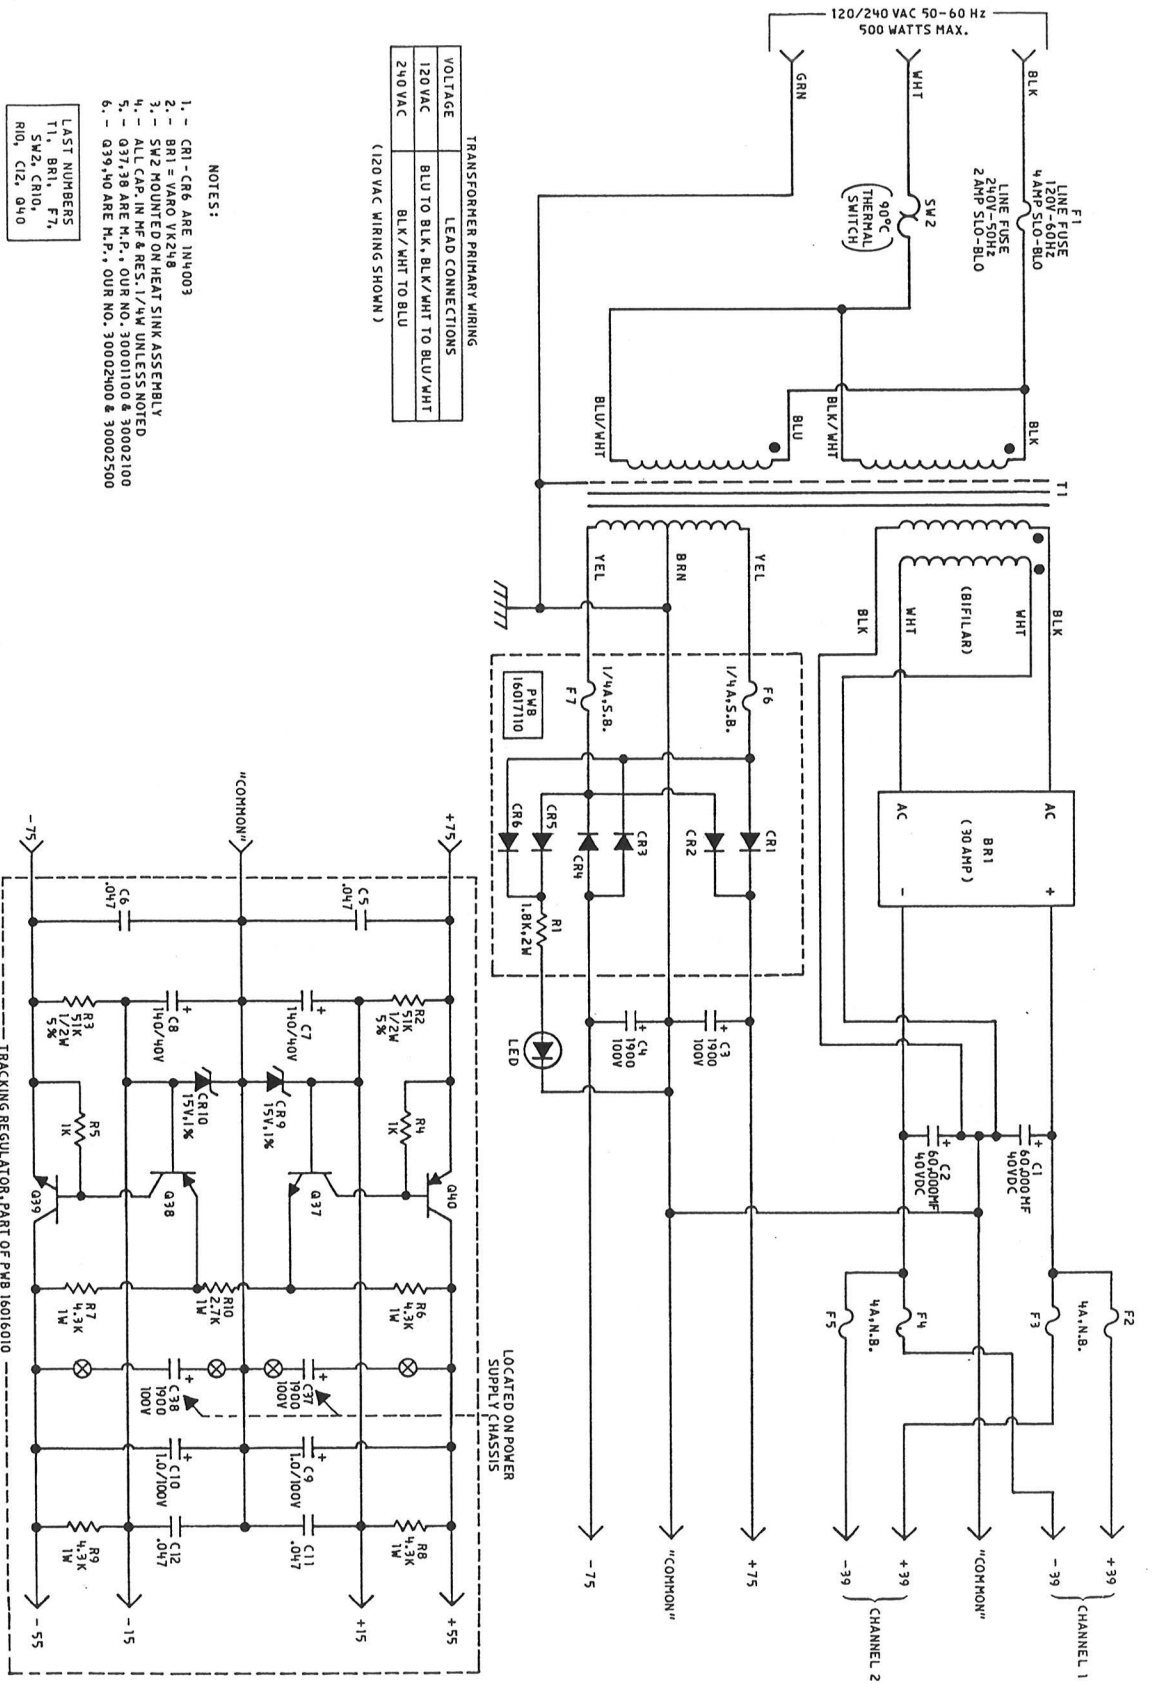 120/240 VAC 50-60 Hz
500 WATTS MAX.
BLK
WHT
GRN
F1
LINE FUSE
120V-60HZ
4 AMP SLO-BLO
LINE FUSE
240V-50HZ
2 AMP SLO-BLO
SW2
90°C
THERMAL
SWITCH
BLK
BLK/WHT
BLU
BLU/WHT
T1
BLK
WHT
(BIFILAR)
WHT
BLK
YEL
BRN
YEL
AC
+
BR1
(30 AMP)
AC
-
F6
1/4A,S.B.
1/4A,S.B.
F7
PWB
16017110
CR1
CR2
CR3
CR4
CR5
CR6
R1
1.8K,2W
LED
+
C3
1900
100V
+
C4
1900
100V
+
C1
60,000MF
40VDC
+
C2
60,000MF
40VDC
F2
4A,N.B.
F3
F4
4A,N.B.
F5
+39
-39
CHANNEL 1
"COMMON"
+39
-39
CHANNEL 2
+75
"COMMON"
-75
TRANSFORMER PRIMARY WIRING
VOLTAGE
LEAD CONNECTIONS
120 VAC
BLU TO BLK, BLK/WHT TO BLU/WHT
240 VAC
BLK/WHT TO BLU
(120 VAC WIRING SHOWN)
NOTES:
1. - CR1-CR6 ARE 1N4003
2. - BR1 = VARO VK248
3. - SW2 MOUNTED ON HEAT SINK ASSEMBLY
4. - ALL CAP. IN MF & RES. 1/4W UNLESS NOTED
5. - Q37,38 ARE M.P., OUR NO. 30001100 & 30002100
6. - Q39,40 ARE M.P., OUR NO. 30002400 & 30002500
LAST NUMBERS
T1, BR1, F7,
SW2, CR10,
R10, C12, Q40
+75
"COMMON"
-75
C5
.047
C6
.047
R2
51K
1/2W
5%
+
C7
140/40V
+
C8
140/40V
R3
51K
1/2W
5%
R4
1K
CR9
15V,1%
CR10
15V,1%
R5
1K
Q40
Q37
Q38
Q39
R6
4.3K
1W
R10
2.7K
1W
R7
4.3K
1W
LOCATED ON POWER
SUPPLY CHASSIS
+
C37
1900
100V
+
C38
1900
100V
+
C9
1.0/100V
+
C10
1.0/100V
R8
4.3K
1W
C11
.047
C12
.047
R9
4.3K
1W
+55
+15
-15
-55
TRACKING REGULATOR, PART OF PWB 16016010